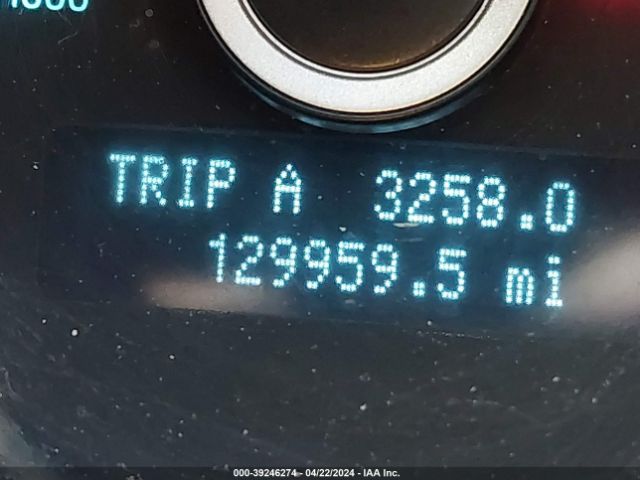 TRIP A 3258.0
129959.5 mi
000-39246274 - 04/22/2024 - IAA Inc.